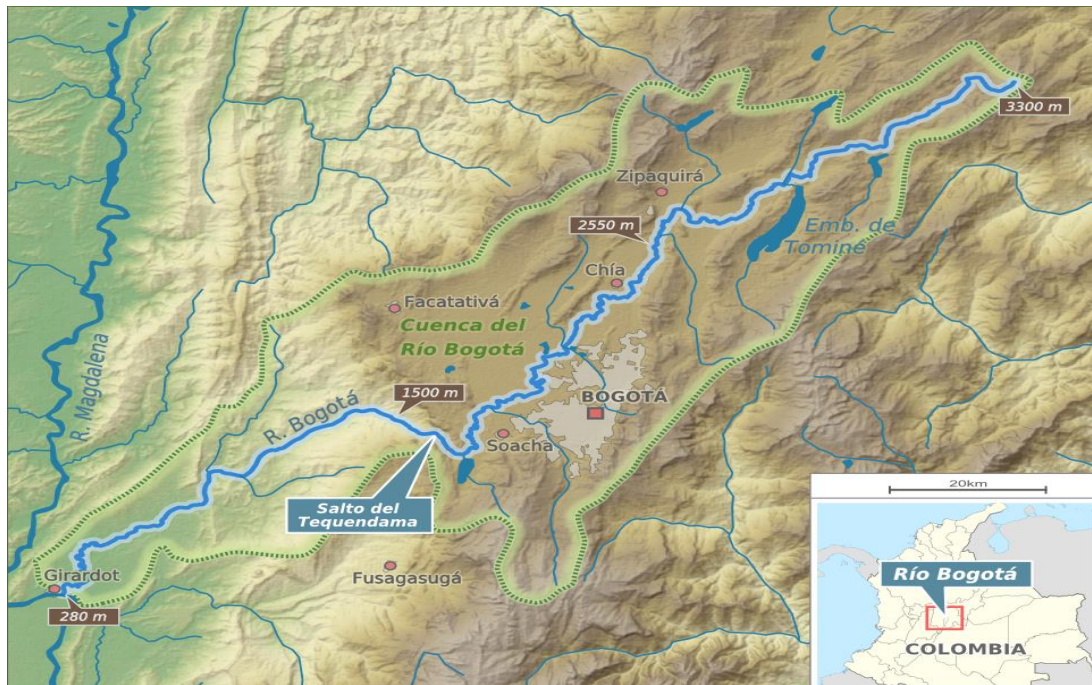 3300 m
Zipaquirá
2550 m
Emb. de
Tominé
Chía
Facatativá
Cuenca del
Río Bogotá
R. Magdalena
1500 m
BOGOTÁ
R. Bogotá
Soacha
Salto del
Tequendama
20km
Fusagasugá
Girardot
280 m
Río Bogotá
COLOMBIA